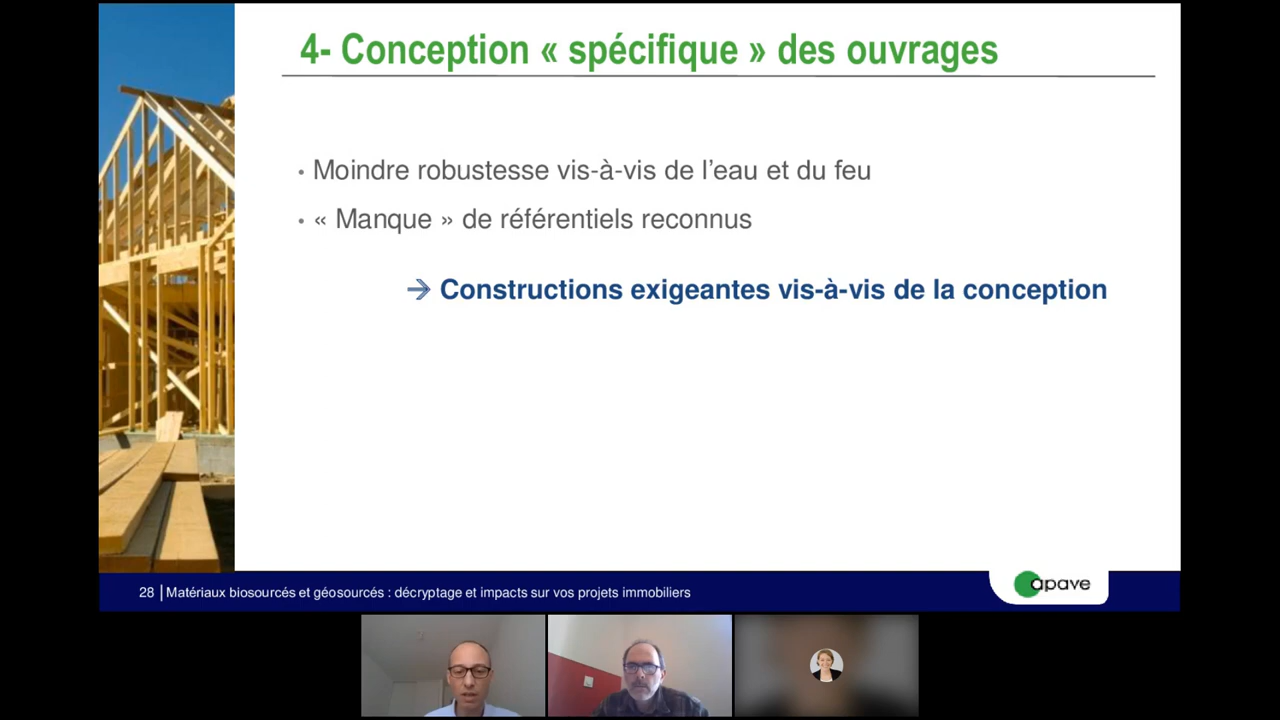 4- Conception « spécifique » des ouvrages
• Moindre robustesse vis-à-vis de l’eau et du feu
• « Manque » de référentiels reconnus
→ Constructions exigeantes vis-à-vis de la conception
28 | Matériaux biosourcés et géosourcés : décryptage et impacts sur vos projets immobiliers
apave